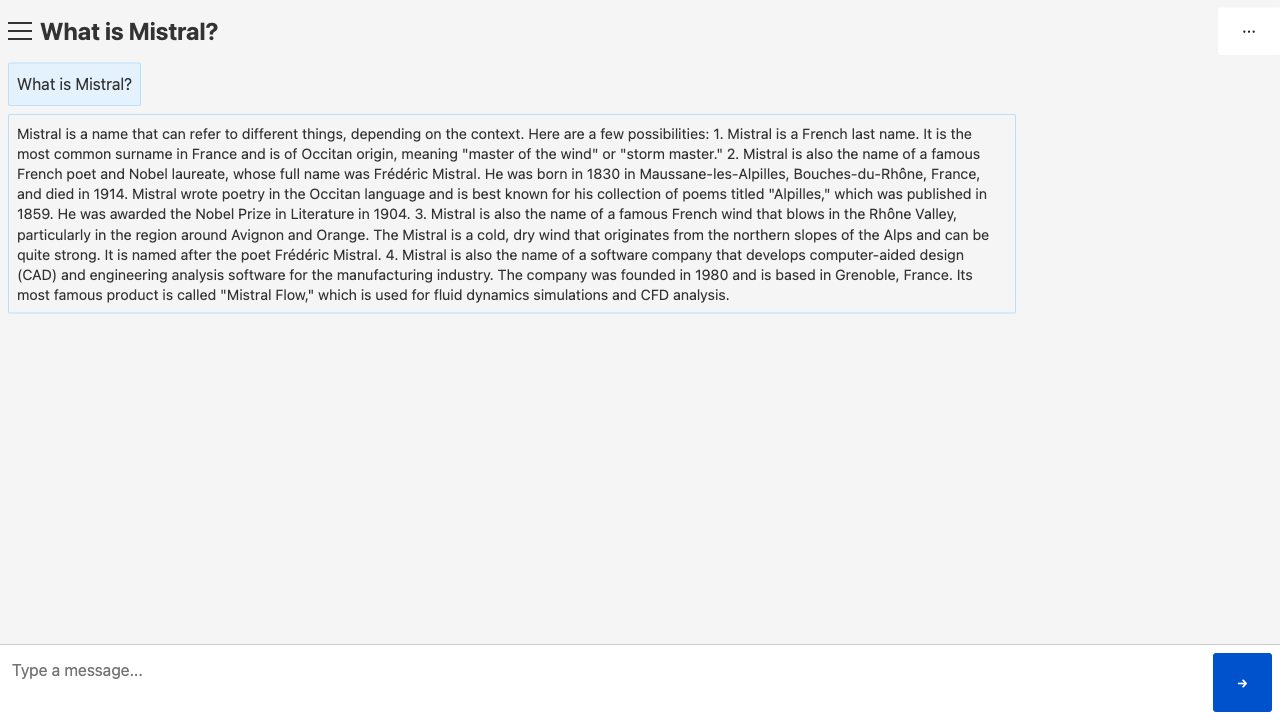 What is Mistral?
...
What is Mistral?
Mistral is a name that can refer to different things, depending on the context. Here are a few possibilities: 1. Mistral is a French last name. It is the
most common surname in France and is of Occitan origin, meaning "master of the wind" or "storm master." 2. Mistral is also the name of a famous
French poet and Nobel laureate, whose full name was Frédéric Mistral. He was born in 1830 in Maussane-les-Alpilles, Bouches-du-Rhône, France,
and died in 1914. Mistral wrote poetry in the Occitan language and is best known for his collection of poems titled "Alpilles," which was published in
1859. He was awarded the Nobel Prize in Literature in 1904. 3. Mistral is also the name of a famous French wind that blows in the Rhône Valley,
particularly in the region around Avignon and Orange. The Mistral is a cold, dry wind that originates from the northern slopes of the Alps and can be
quite strong. It is named after the poet Frédéric Mistral. 4. Mistral is also the name of a software company that develops computer-aided design
(CAD) and engineering analysis software for the manufacturing industry. The company was founded in 1980 and is based in Grenoble, France. Its
most famous product is called "Mistral Flow," which is used for fluid dynamics simulations and CFD analysis.
Type a message...